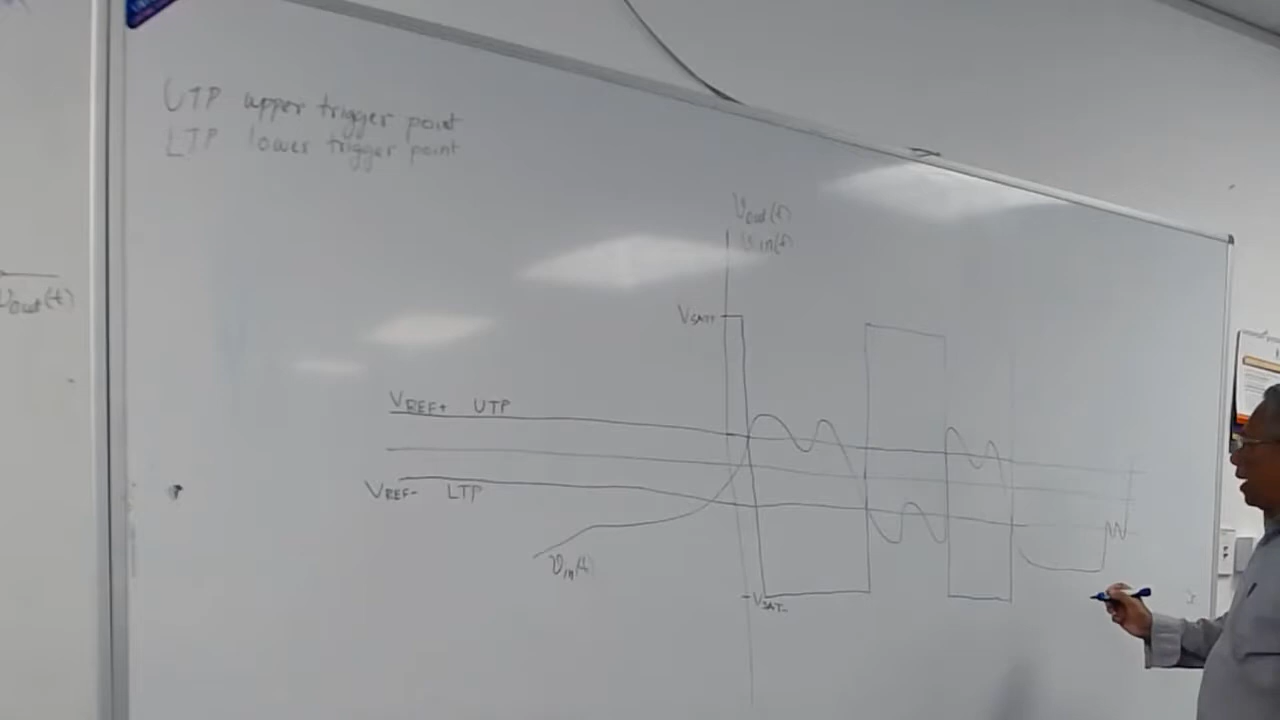 UTP upper trigger point
LTP lower trigger point
Vout(t)
Vin(t)
Vout(t)
VSAT+
VREF+ UTP
VREF- LTP
Vin(t)
-VSAT-